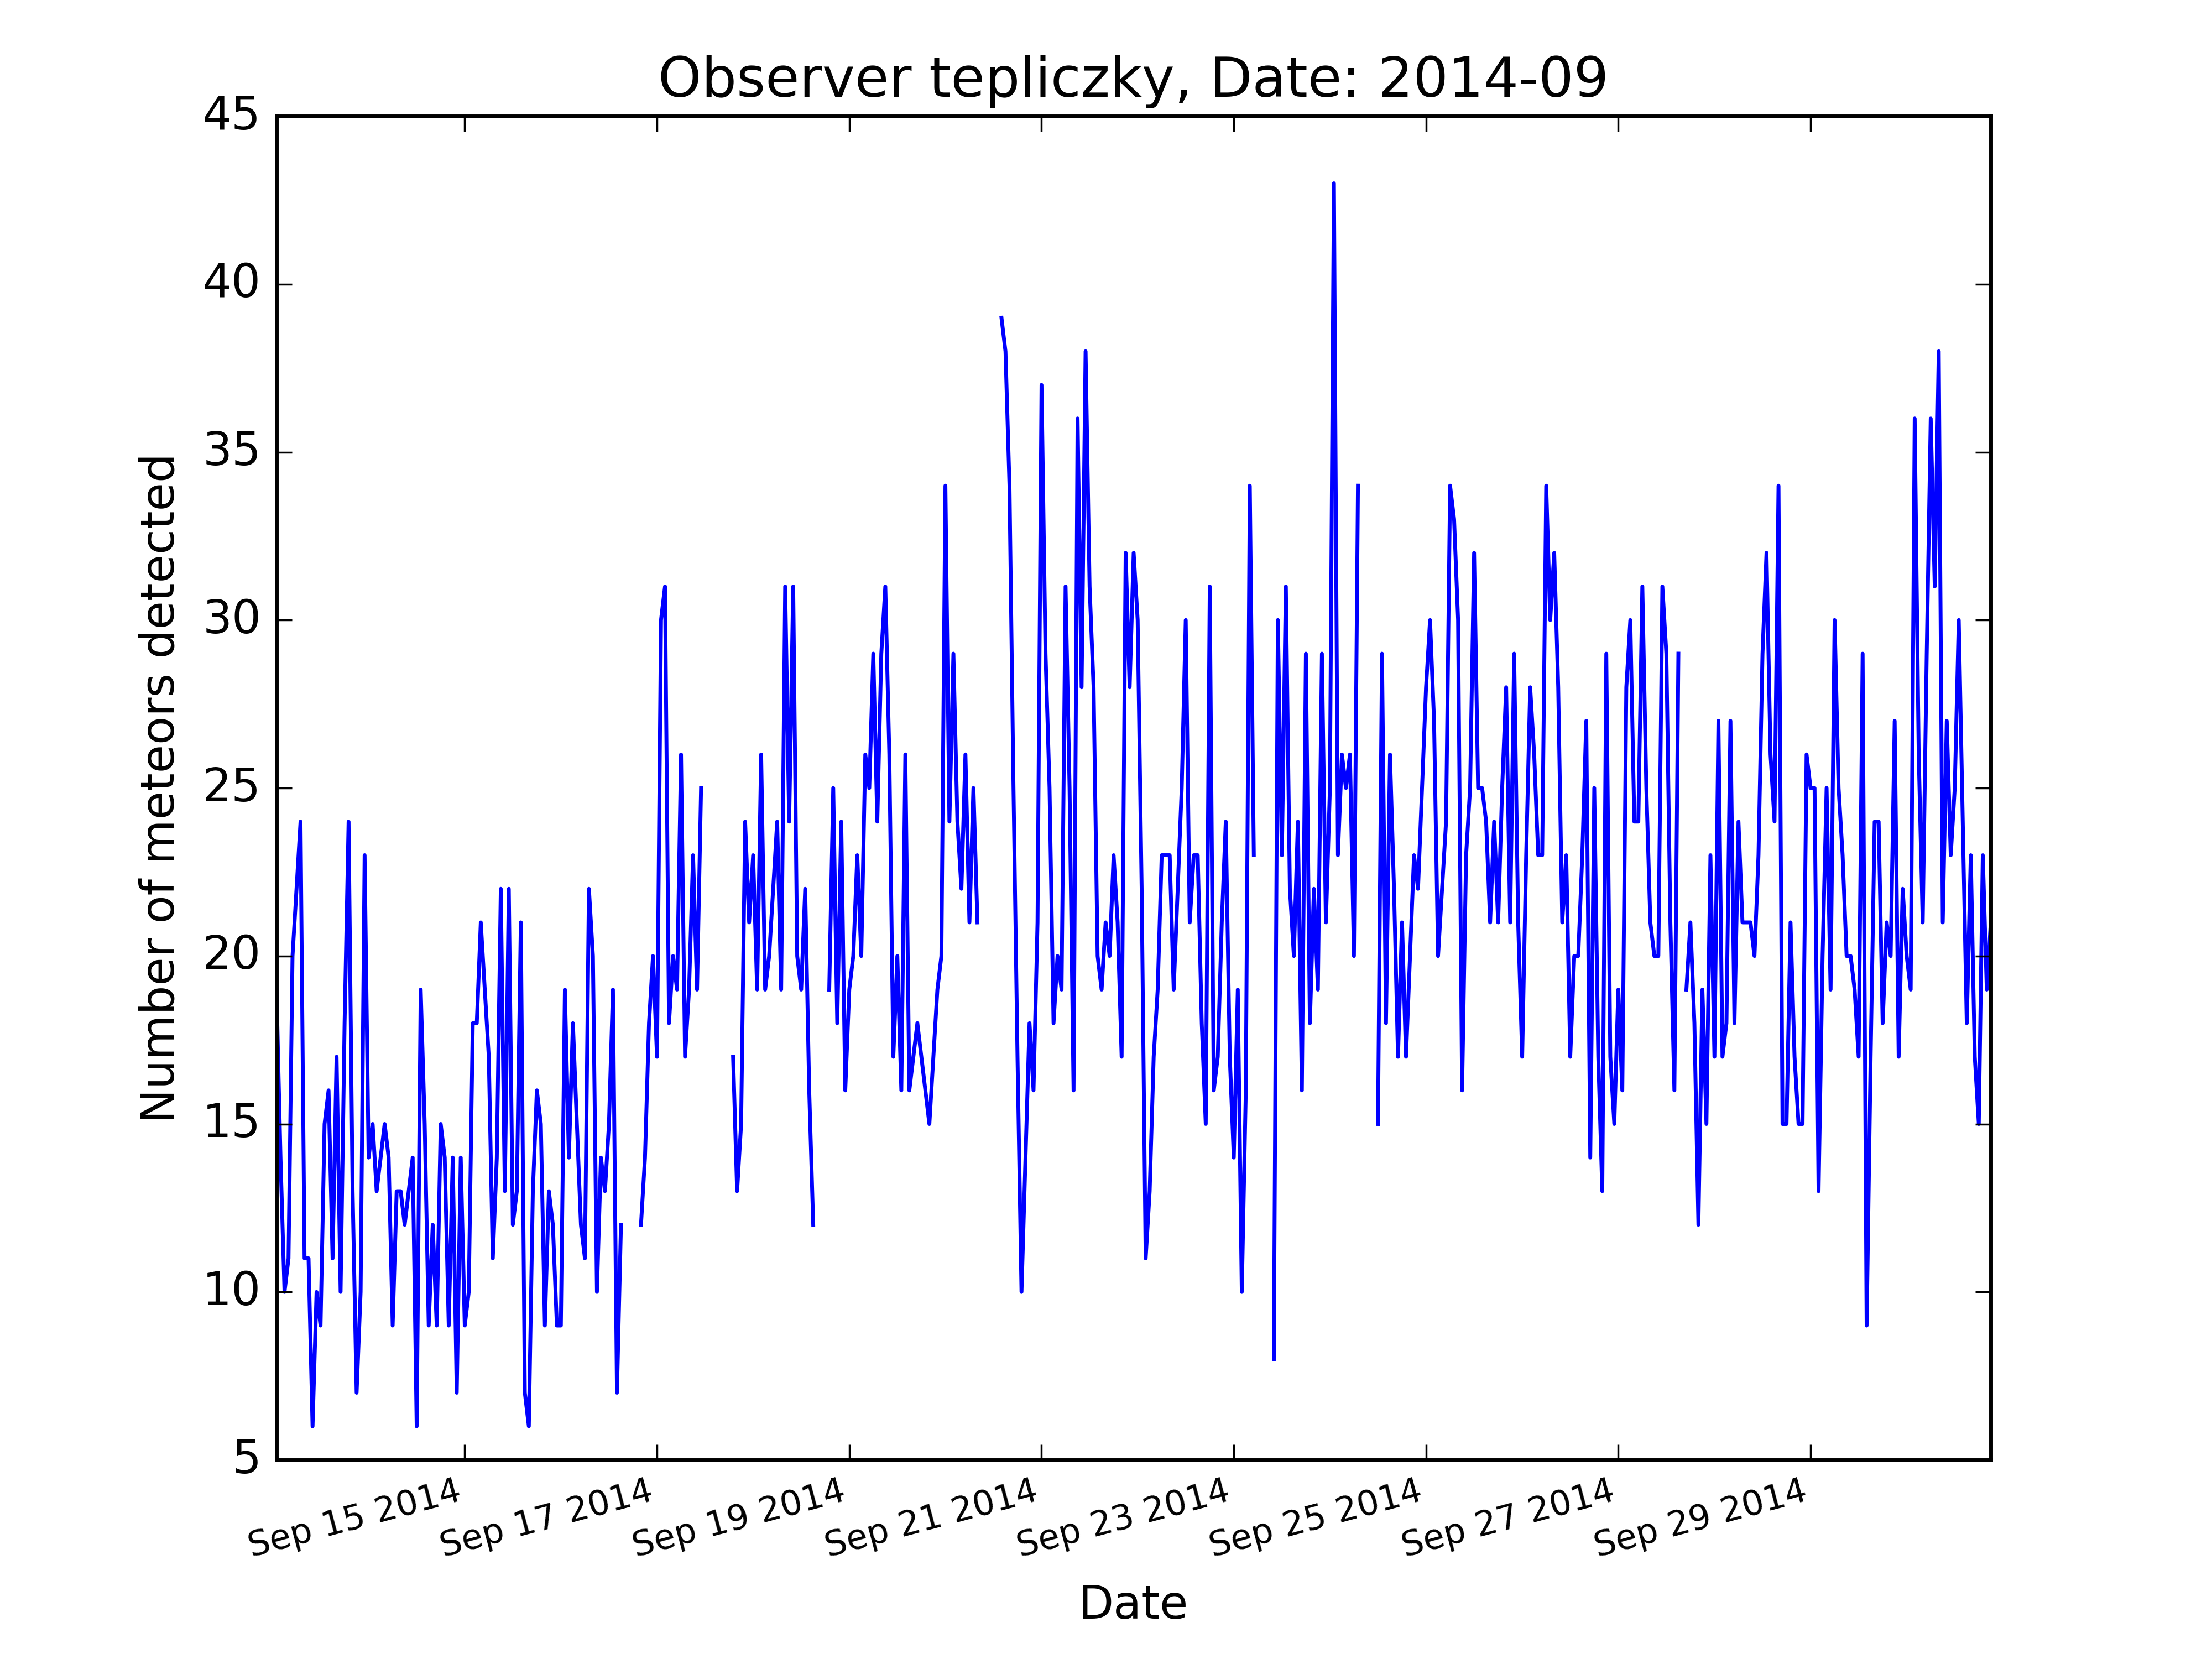 Observer tepliczky, Date: 2014-09
45
40
35
30
25
20
15
10
5
Number of meteors detected
Sep 15 2014
Sep 17 2014
Sep 19 2014
Sep 21 2014
Sep 23 2014
Sep 25 2014
Sep 27 2014
Sep 29 2014
Date